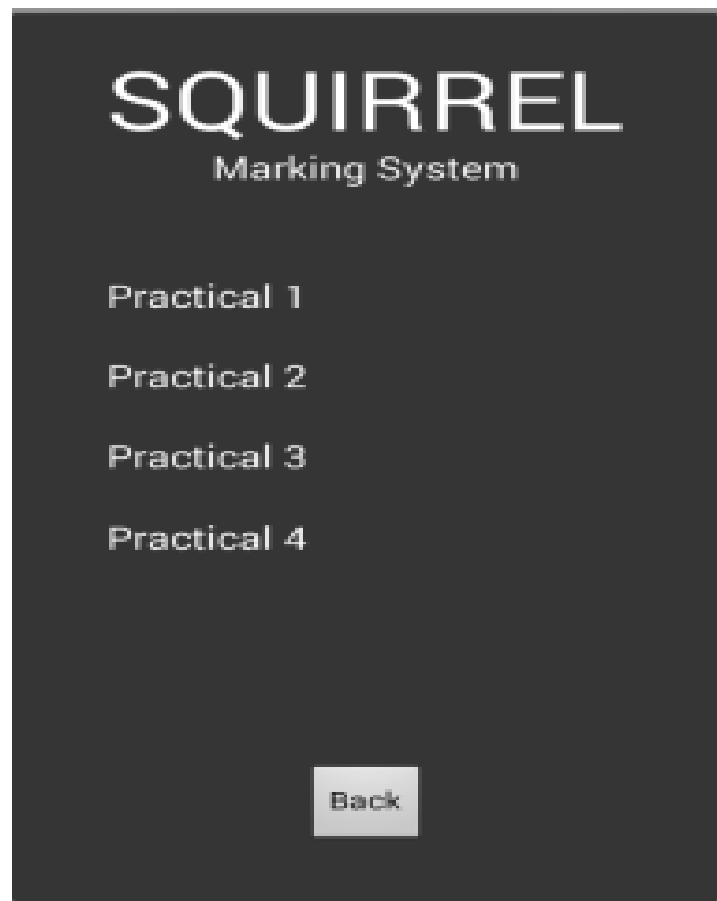 SQUIRREL
Marking System
Practical 1
Practical 2
Practical 3
Practical 4
Back